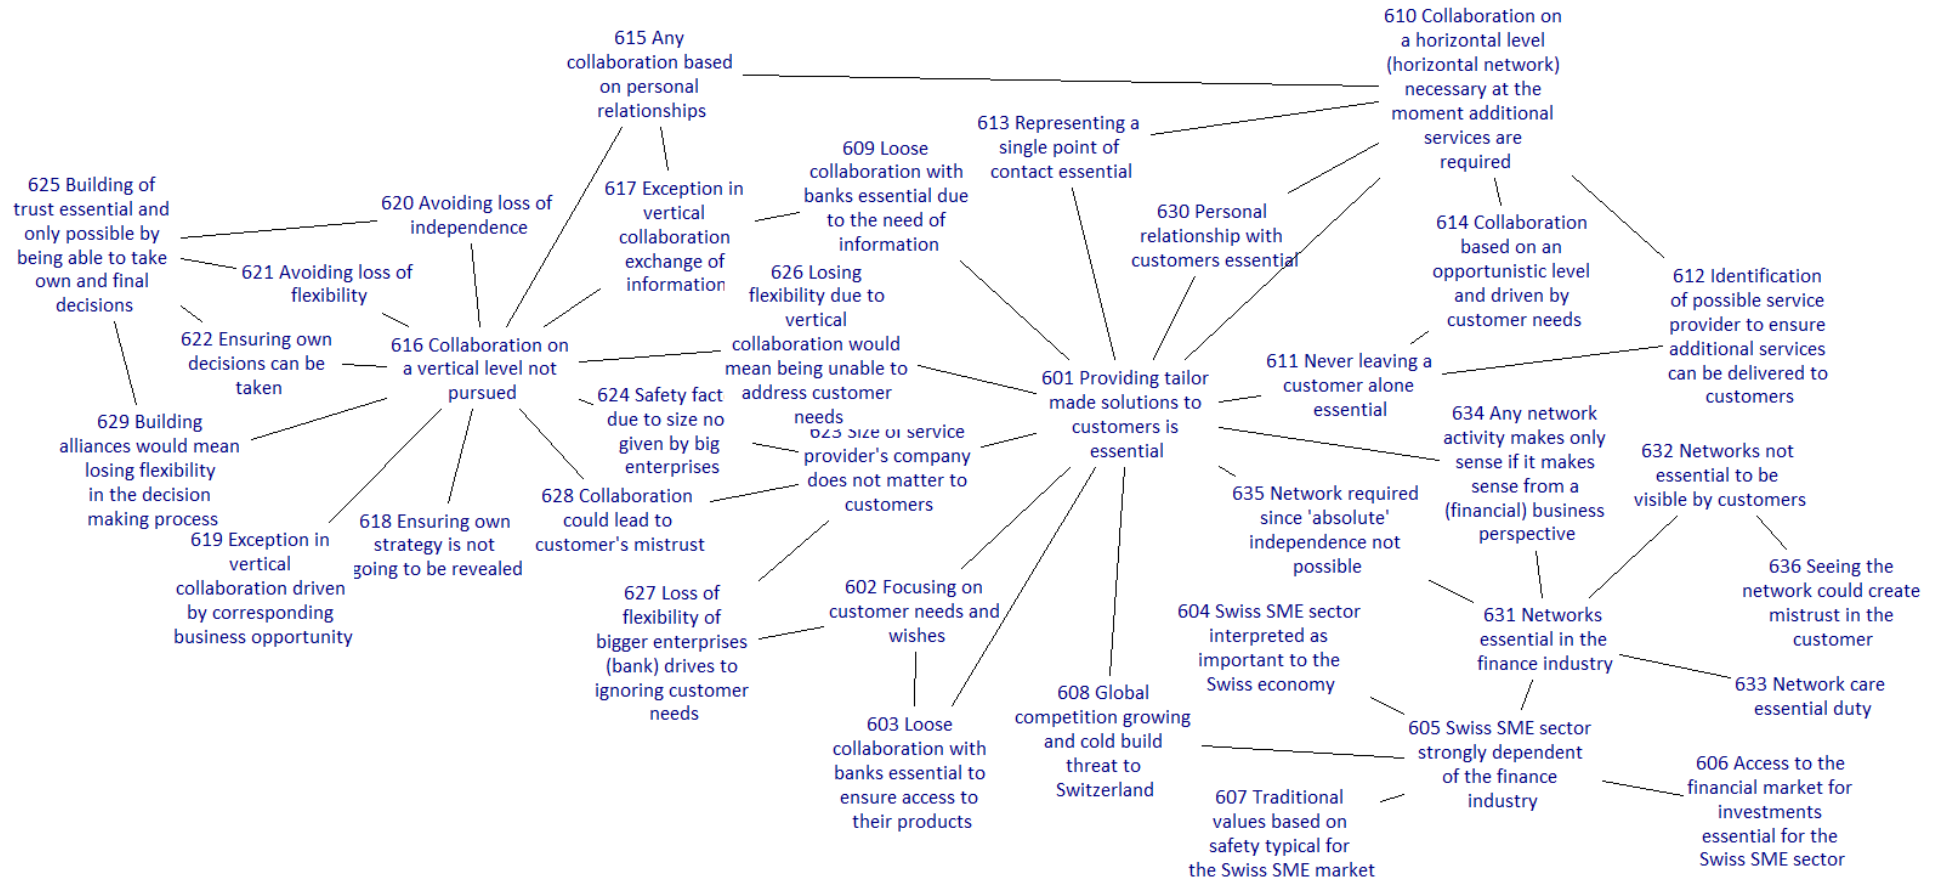 615 Any
collaboration based
on personal
relationships
610 Collaboration on
a horizontal level
(horizontal network)
necessary at the
moment additional
services are
required
613 Representing a
single point of
contact essential
609 Loose
collaboration with
banks essential due
to the need of
information
625 Building of
trust essential and
only possible by
being able to take
own and final
decisions
620 Avoiding loss of
independence
617 Exception in
vertical
collaboration
exchange of
information
630 Personal
relationship with
customers essential
614 Collaboration
based on an
opportunistic level
and driven by
customer needs
612 Identification
of possible service
provider to ensure
additional services
can be delivered to
customers
621 Avoiding loss of
flexibility
626 Losing
flexibility due to
vertical
collaboration would
mean being unable to
address customer
needs
622 Ensuring own
decisions can be
taken
616 Collaboration on
a vertical level not
pursued
611 Never leaving a
customer alone
essential
601 Providing tailor
made solutions to
customers is
essential
624 Safety fact
due to size no
given by big
enterprises
629 Building
alliances would mean
losing flexibility
in the decision
making process
634 Any network
activity makes only
sense if it makes
sense from a
(financial) business
perspective
623 Size of service
provider's company
does not matter to
customers
632 Networks not
essential to be
visible by customers
628 Collaboration
could lead to
customer's mistrust
635 Network required
since 'absolute'
independence not
possible
618 Ensuring own
strategy is not
going to be revealed
619 Exception in
vertical
collaboration driven
by corresponding
business opportunity
636 Seeing the
network could create
mistrust in the
customer
602 Focusing on
customer needs and
wishes
627 Loss of
flexibility of
bigger enterprises
(bank) drives to
ignoring customer
needs
604 Swiss SME sector
interpreted as
important to the
Swiss economy
631 Networks
essential in the
finance industry
633 Network care
essential duty
608 Global
competition growing
and cold build
threat to
Switzerland
603 Loose
collaboration with
banks essential to
ensure access to
their products
605 Swiss SME sector
strongly dependent
of the finance
industry
606 Access to the
financial market for
investments
essential for the
Swiss SME sector
607 Traditional
values based on
safety typical for
the Swiss SME market